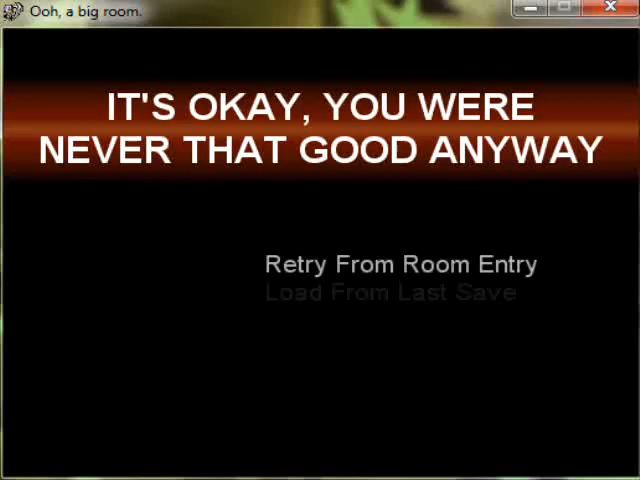 Ooh, a big room.
IT'S OKAY, YOU WERE
NEVER THAT GOOD ANYWAY
Retry From Room Entry
Load From Last Save